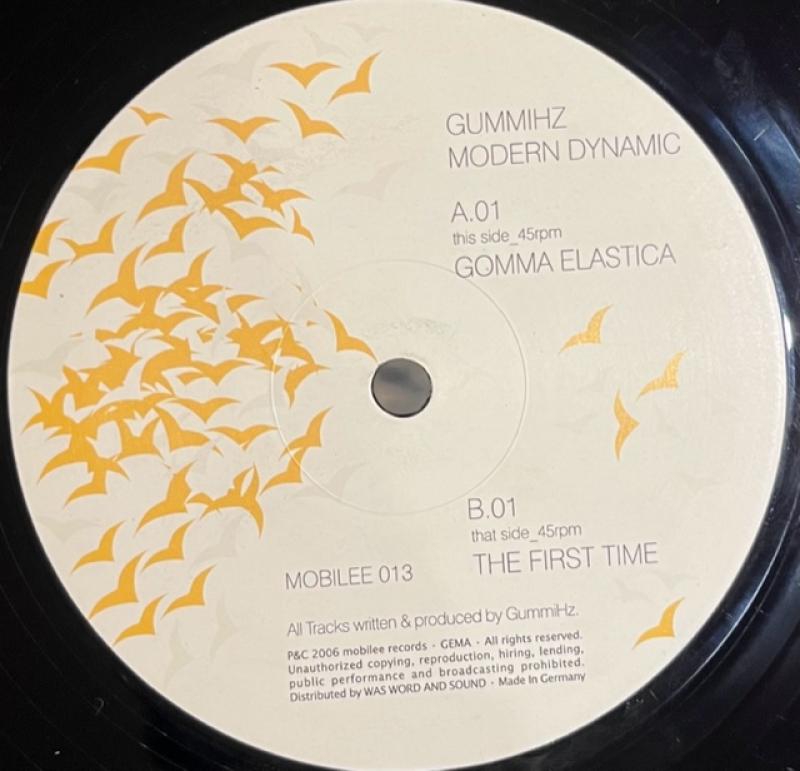 GUMMIHZ
MODERN DYNAMIC
A.01
this side_45rpm
GOMMA ELASTICA
B.01
that side_45rpm
THE FIRST TIME
MOBILEE 013
All Tracks written & produced by GummiHz.
P&C 2006 mobilee records - GEMA - All rights reserved.
Unauthorized copying, reproduction, hiring, lending,
public performance and broadcasting prohibited.
Distributed by WAS WORD AND SOUND - Made In Germany